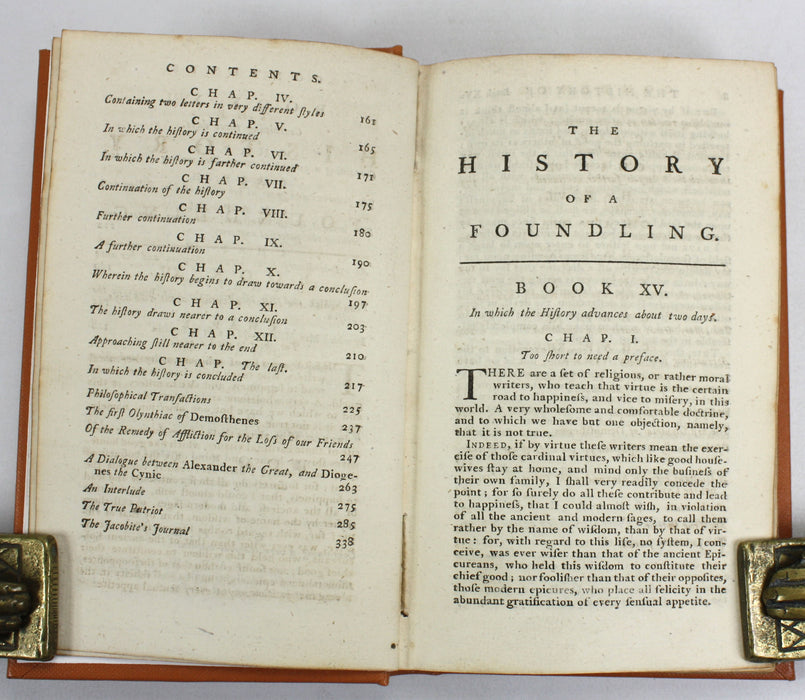 CONTENTS.
CHAP. IV.
Containing two letters in very different ſtyles 161
CHAP. V.
In which the hiſtory is continued 165
CHAP. VI.
In which the hiſtory is farther continued 171
CHAP. VII.
Continuation of the hiſtory 175
CHAP. VIII.
Further continuation 180
CHAP. IX.
A further continuation 190
CHAP. X.
Wherein the hiſtory begins to draw towards a concluſion 197
CHAP. XI.
The hiſtory draws nearer to a concluſion 203
CHAP. XII.
Approaching ſtill nearer to the end 210
CHAP. The laſt.
In which the hiſtory is concluded 217
Philoſophical Tranſactions 225
The firſt Olynthiac of Demoſthenes 237
Of the Remedy of Affliction for the Loſs of our Friends 247
A Dialogue between Alexander the Great, and Dioge-
nes the Cynic 263
An Interlude 275
The True Patriot 285
The Jacobite's Journal 338
THE
HISTORY
OF A
FOUNDLING.
BOOK XV.
In which the Hiſtory advances about two days.
CHAP. I.
Too ſhort to need a preface.
THERE are a ſet of religious, or rather moral
writers, who teach that virtue is the certain
road to happineſs, and vice to miſery, in this
world. A very wholeſome and comfortable doctrine,
and to which we have but one objection, namely,
that it is not true.
INDEED, if by virtue theſe writers mean the exer-
ciſe of thoſe cardinal virtues, which like good houſe-
wives ſtay at home, and mind only the buſineſs of
their own family, I ſhall very readily concede the
point; for ſo ſurely do all theſe contribute and lead
to happineſs, that I could almoſt wiſh, in violation
of all the ancient and modern ſages, to call them
rather by the name of wiſdom, than by that of vir-
tue: for, with regard to this life, no ſyſtem, I con-
ceive, was ever wiſer than that of the ancient Epi-
cureans, who held this wiſdom to conſtitute their
chief good; nor fooliſher than that of their oppoſites,
thoſe modern epicures, who place all felicity in the
abundant gratification of every ſenſual appetite.